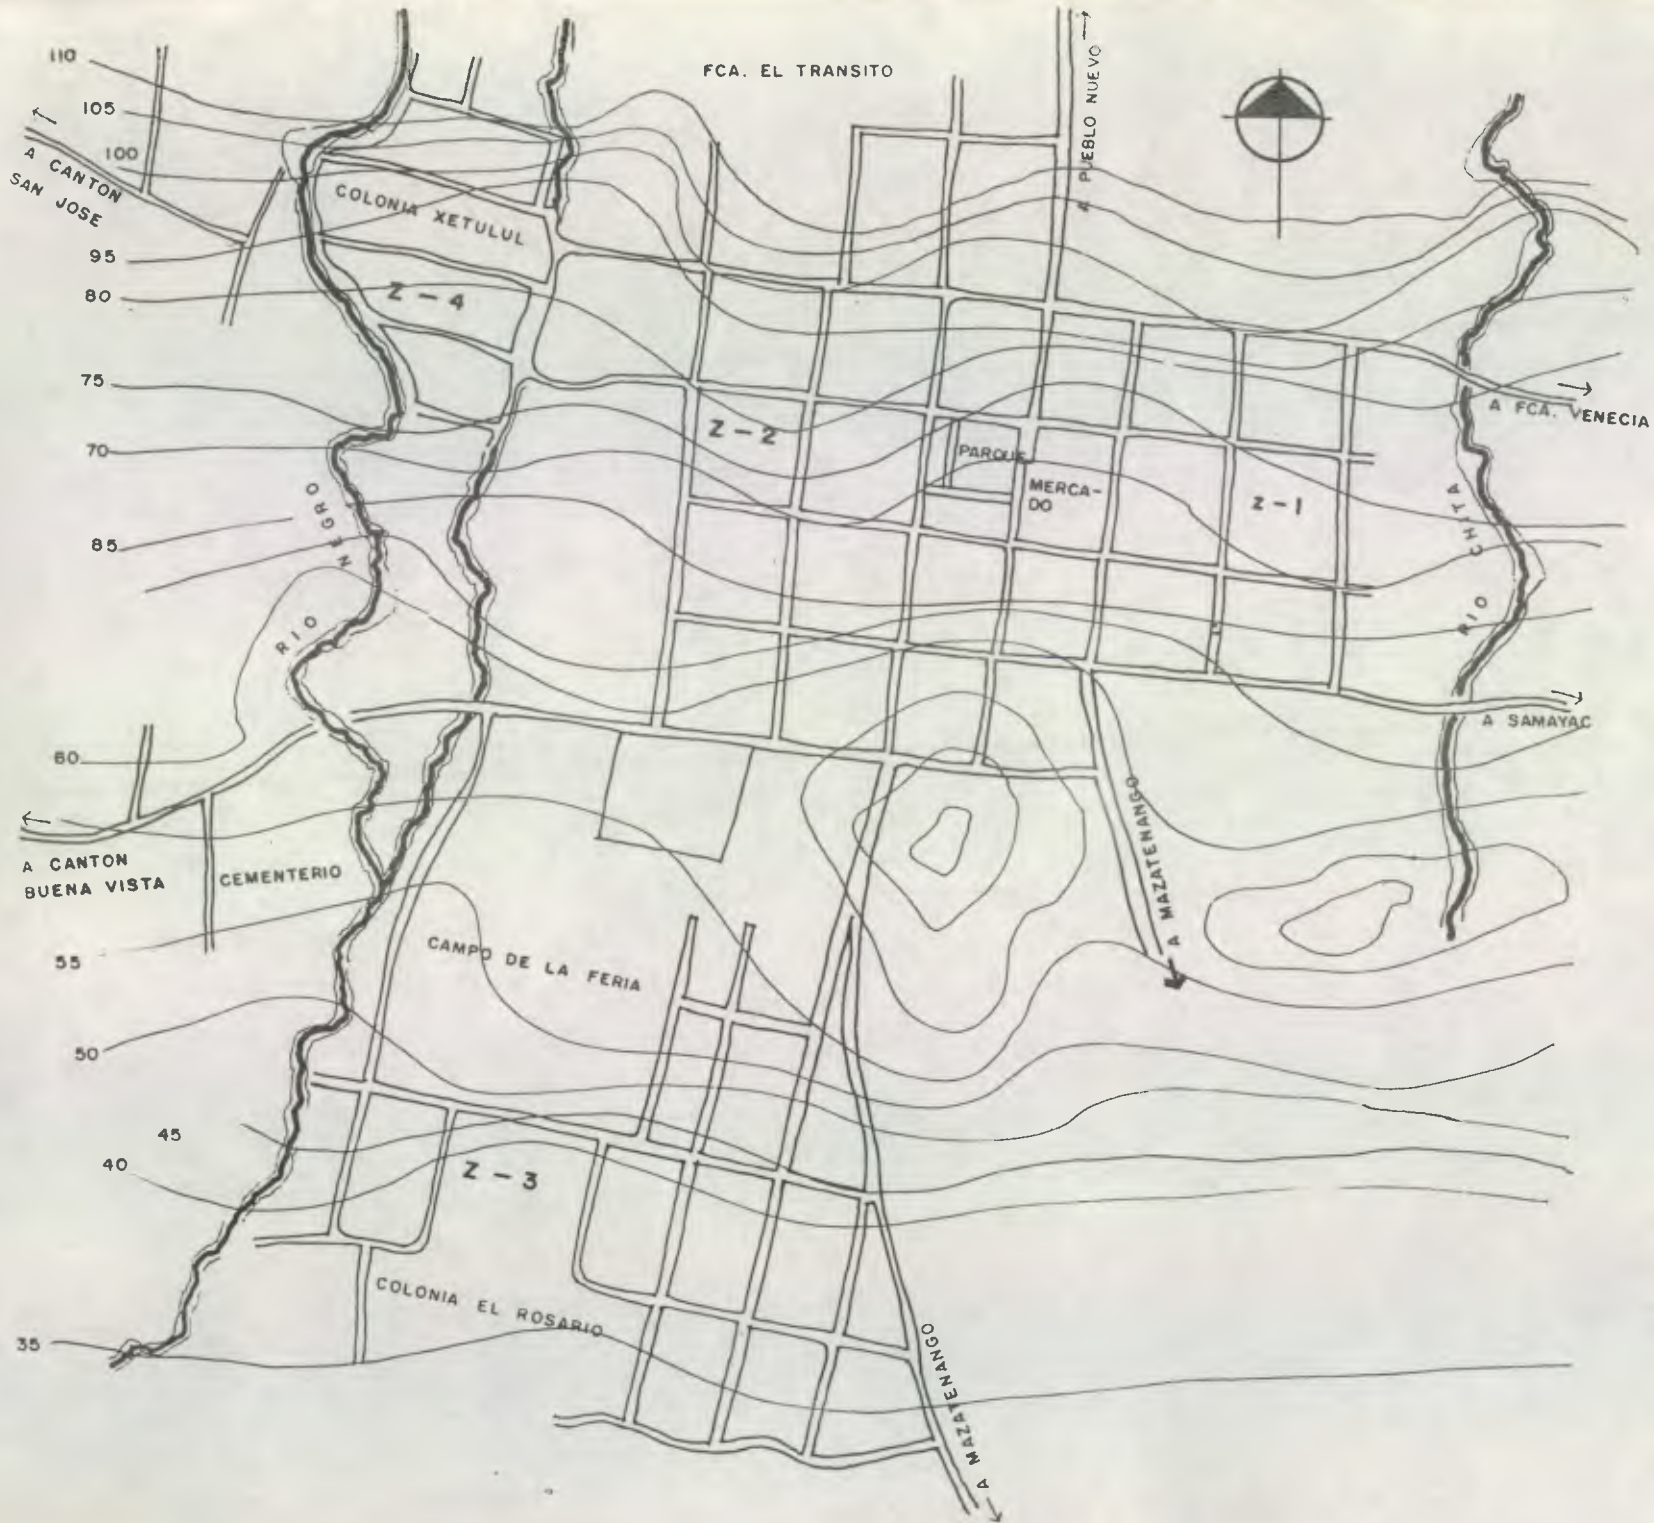 110
FCA. EL TRANSITO
A PUEBLO NUEVO
105
100
A CANTON
SAN JOSE
COLONIA XETULUL
95
80
Z - 4
75
A FCA. VENECIA
Z - 2
70
PARQUE
MERCA-
DO
Z - 1
85
RIO NEGRO
RIO CHITA
A SAMAYAC
60
A MAZATENANGO
A CANTON
BUENA VISTA
CEMENTERIO
55
CAMPO DE LA FERIA
50
45
40
Z - 3
COLONIA EL ROSARIO
35
A MAZATENANGO